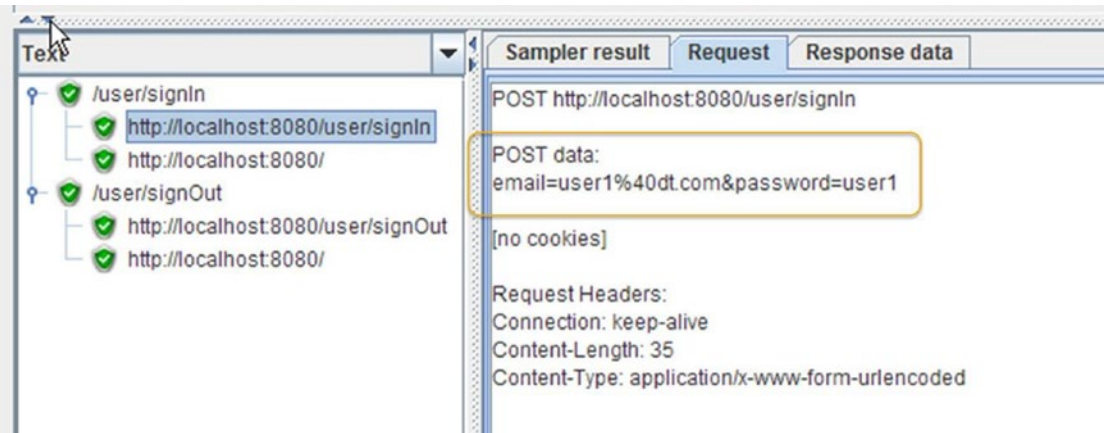 Text
/user/signIn
http://localhost:8080/user/signIn
http://localhost:8080/
/user/signOut
http://localhost:8080/user/signOut
http://localhost:8080/
Sampler result
Request
Response data
POST http://localhost:8080/user/signIn
POST data:
email=user1%40dt.com&password=user1
[no cookies]
Request Headers:
Connection: keep-alive
Content-Length: 35
Content-Type: application/x-www-form-urlencoded